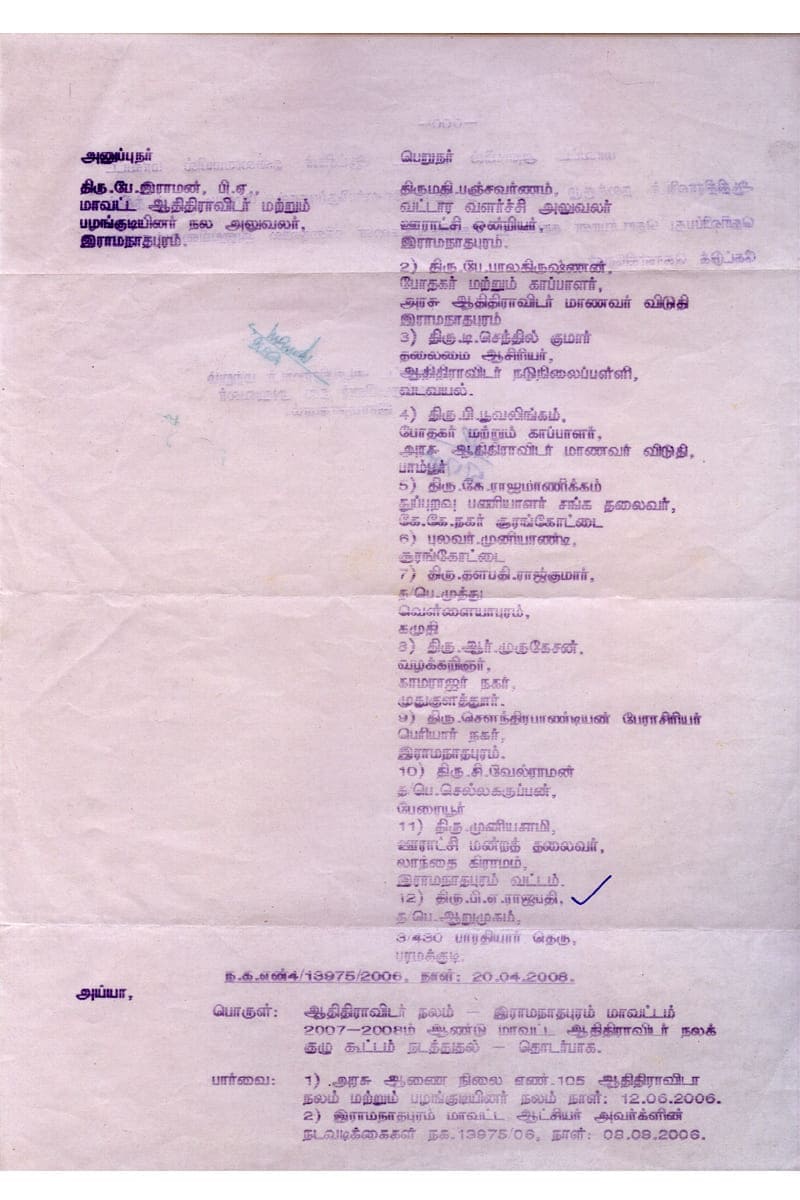 அனுப்புநர்
திரு.பே.இராமன், பி.ஏ.,
மாவட்ட ஆதிதிராவிடர் மற்றும்
பழங்குடியினர் நல அலுவலர்,
இராமநாதபுரம்.
பெறுநர்
திருமதி.பஞ்சவர்ணம்,
வட்டார வளர்ச்சி அலுவலர்
ஊராட்சி ஒன்றியம்,
இராமநாதபுரம்.
2) திரு.பே.பாலகிருஷ்ணன்,
போதகர் மற்றும் காப்பாளர்,
அரசு ஆதிதிராவிடர் மாணவர் விடுதி
இராமநாதபுரம்
3) திரு.டி.செந்தில் குமார்
தலைமை ஆசிரியர்,
ஆதிதிராவிடர் நடுநிலைப்பள்ளி,
வடவயல்.
4) திரு.பி.பூவலிங்கம்,
போதகர் மற்றும் காப்பாளர்,
அரசு ஆதிதிராவிடர் மாணவர் விடுதி,
பாம்பூர்
5) திரு.கே.ராஜமாணிக்கம்
துப்புரவு பணியாளர் சங்க தலைவர்,
கே.கே.நகர் சூரங்கோட்டை
6) புலவர்.முனியாண்டி,
சூரங்கோட்டை
7) திரு.தளபதி.ராஜ்குமார்,
த/பெ.முத்து
வெள்ளையாபுரம்,
கமுதி
8) திரு.ஆர்.முருகேசன்,
வழக்கறிஞர்,
காமராஜர் நகர்,
முதுகுளத்தூர்.
9) திரு.சௌந்திரபாண்டியன் பேராசிரியர்
பெரியார் நகர்,
இராமநாதபுரம்.
10) திரு.சி.வேல்ராமன்
த/பெ.செல்லகருப்பன்,
பேரையூர்
11) திரு.முனியசாமி,
ஊராட்சி மன்றத் தலைவர்,
லாந்தை கிராமம்,
இராமநாதபுரம் வட்டம்.
12) திரு.பி.ஏ.ராஜபதி,
த/பெ.ஆறுமுகம்,
3/430 பாரதியார் தெரு,
பரமக்குடி.
ந.க.எண்4/13975/2006, நாள்: 20.04.2008.
அய்யா,
பொருள்: ஆதிதிராவிடர் நலம் – இராமநாதபுரம் மாவட்டம்
2007–2008ம் ஆண்டு மாவட்ட ஆதிதிராவிடர் நலக்
குழு கூட்டம் நடத்துதல் – தொடர்பாக.
பார்வை: 1) .அரசு ஆணை நிலை எண்.105 ஆதிதிராவிடா
நலம் மற்றும் பழங்குடியினர் நலம் நாள்: 12.06.2006.
2) இராமநாதபுரம் மாவட்ட ஆட்சியர் அவர்களின்
நடவடிக்கைகள் நக.13975/06, நாள்: 08.08.2006.